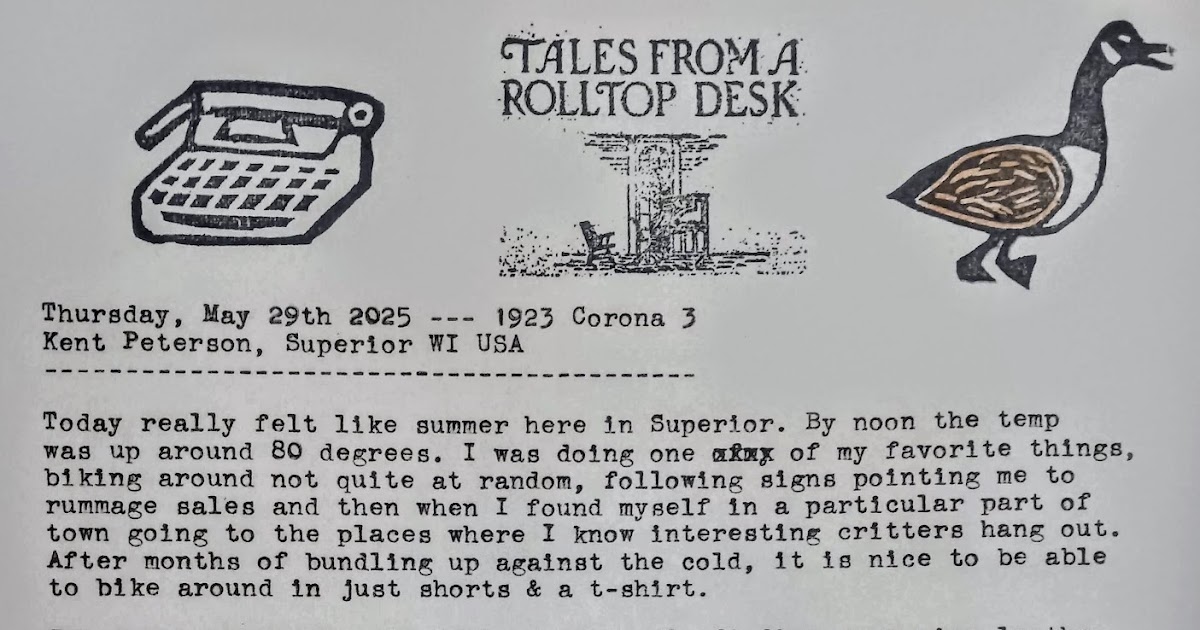 TALES FROM A
ROLLTOP DESK
Thursday, May 29th 2025 --- 1923 Corona 3
Kent Peterson, Superior WI USA
----------------------------------------
Today really felt like summer here in Superior. By noon the temp
was up around 80 degrees. I was doing one of my favorite things,
biking around not quite at random, following signs pointing me to
rummage sales and then when I found myself in a particular part of
town going to the places where I know interesting critters hang out.
After months of bundling up against the cold, it is nice to be able
to bike around in just shorts & a t-shirt.